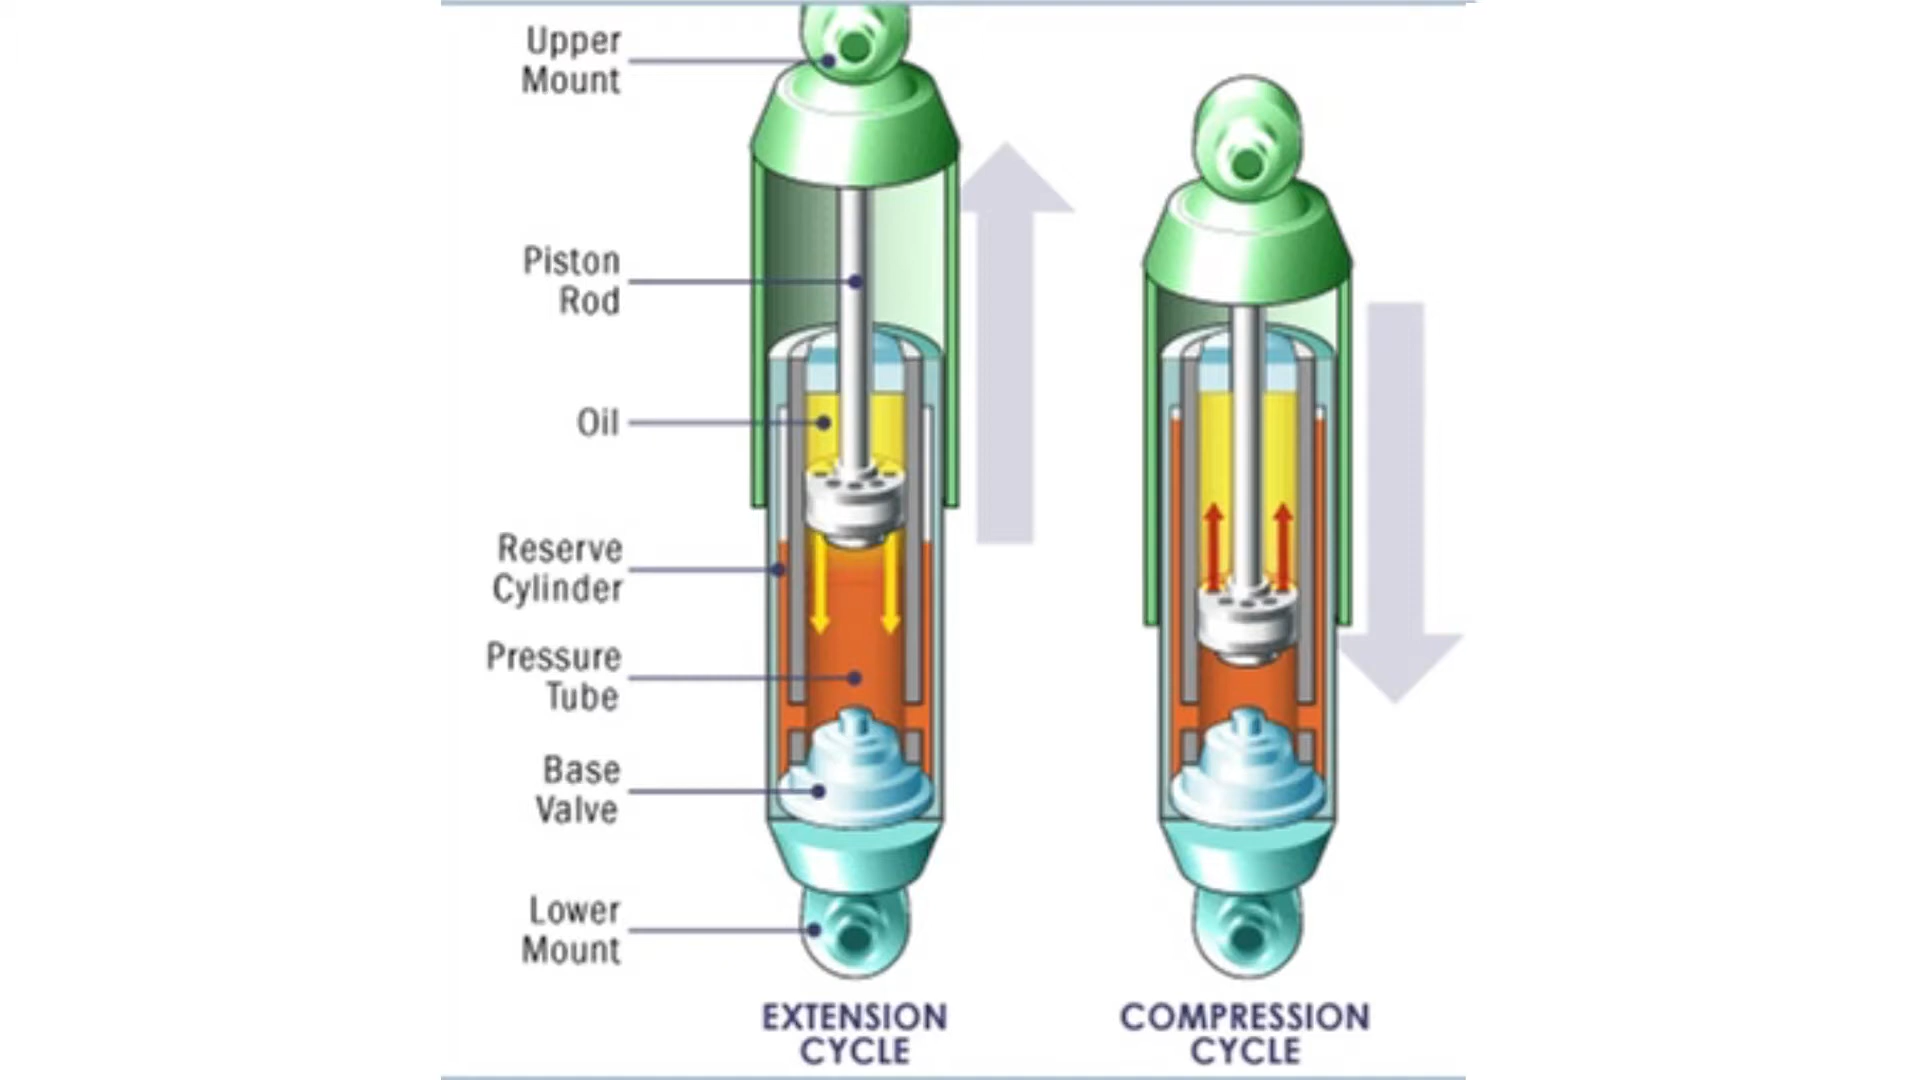 Upper
Mount
Piston
Rod
Oil
Reserve
Cylinder
Pressure
Tube
Base
Valve
Lower
Mount
EXTENSION
CYCLE
COMPRESSION
CYCLE